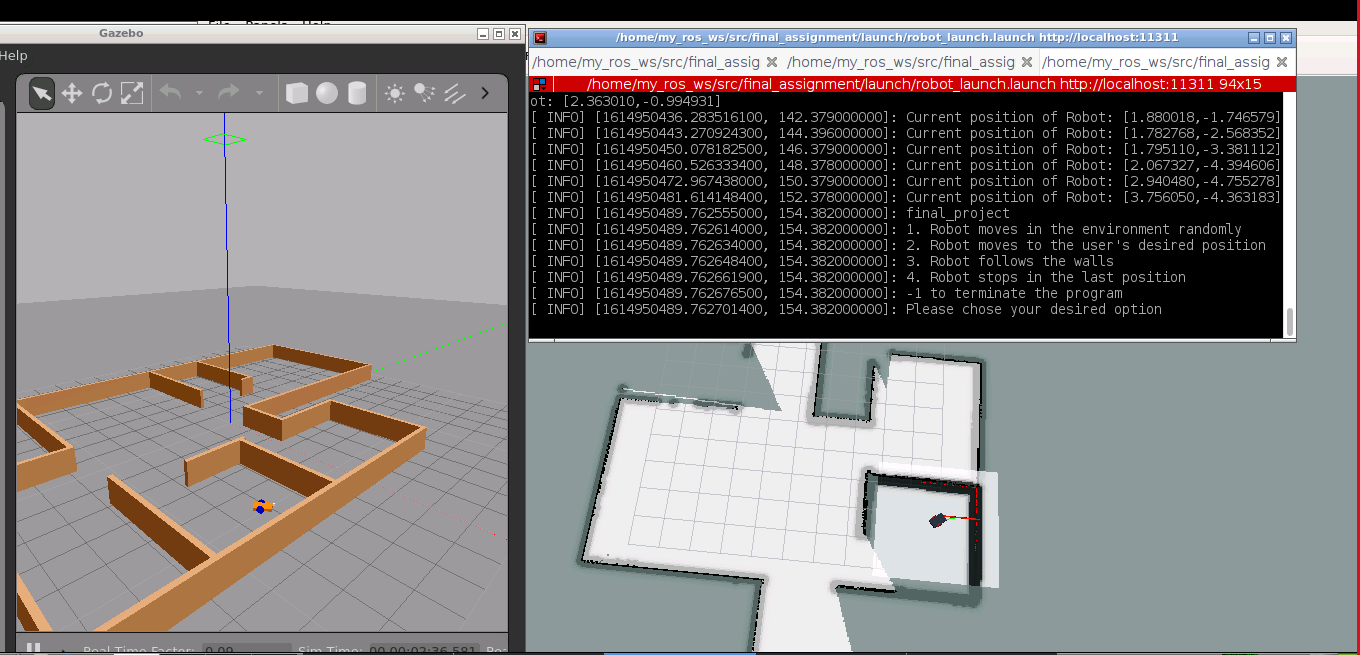 File Panels Help
Gazebo
Help
/home/my_ros_ws/src/final_assignment/launch/robot_launch.launch http://localhost:11311
/home/my_ros_ws/src/final_assig /home/my_ros_ws/src/final_assig /home/my_ros_ws/src/final_assig
/home/my_ros_ws/src/final_assignment/launch/robot_launch.launch http://localhost:11311 94x15
ot: [2.363010,-0.994931]
[ INFO] [1614950436.283516100, 142.379000000]: Current position of Robot: [1.880018,-1.746579]
[ INFO] [1614950443.270924300, 144.396000000]: Current position of Robot: [1.782768,-2.568352]
[ INFO] [1614950450.078182500, 146.379000000]: Current position of Robot: [1.795110,-3.381112]
[ INFO] [1614950460.526333400, 148.378000000]: Current position of Robot: [2.067327,-4.394606]
[ INFO] [1614950472.967438000, 150.379000000]: Current position of Robot: [2.940480,-4.755278]
[ INFO] [1614950481.614148400, 152.378000000]: Current position of Robot: [3.756050,-4.363183]
[ INFO] [1614950489.762555000, 154.382000000]: final_project
[ INFO] [1614950489.762614000, 154.382000000]: 1. Robot moves in the environment randomly
[ INFO] [1614950489.762634000, 154.382000000]: 2. Robot moves to the user's desired position
[ INFO] [1614950489.762648400, 154.382000000]: 3. Robot follows the walls
[ INFO] [1614950489.762661900, 154.382000000]: 4. Robot stops in the last position
[ INFO] [1614950489.762676500, 154.382000000]: -1 to terminate the program
[ INFO] [1614950489.762701400, 154.382000000]: Please chose your desired option
Real Time Factor: 0.09 Sim Time: 00 00:02:36.581 Rea